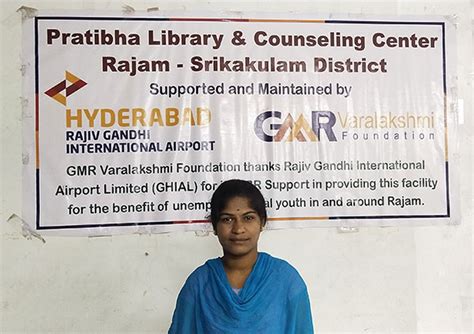 Pratibha Library & Counseling Center
Rajam - Srikakulam District
Supported and Maintained by
HYDERABAD
RAJIV GANDHI
INTERNATIONAL AIRPORT
GMR Varalakshmi
Foundation
GMR Varalakshmi Foundation thanks Rajiv Gandhi International
Airport Limited (GHIAL) for R Support in providing this facility
for the benefit of unemp al youth in and around Rajam.